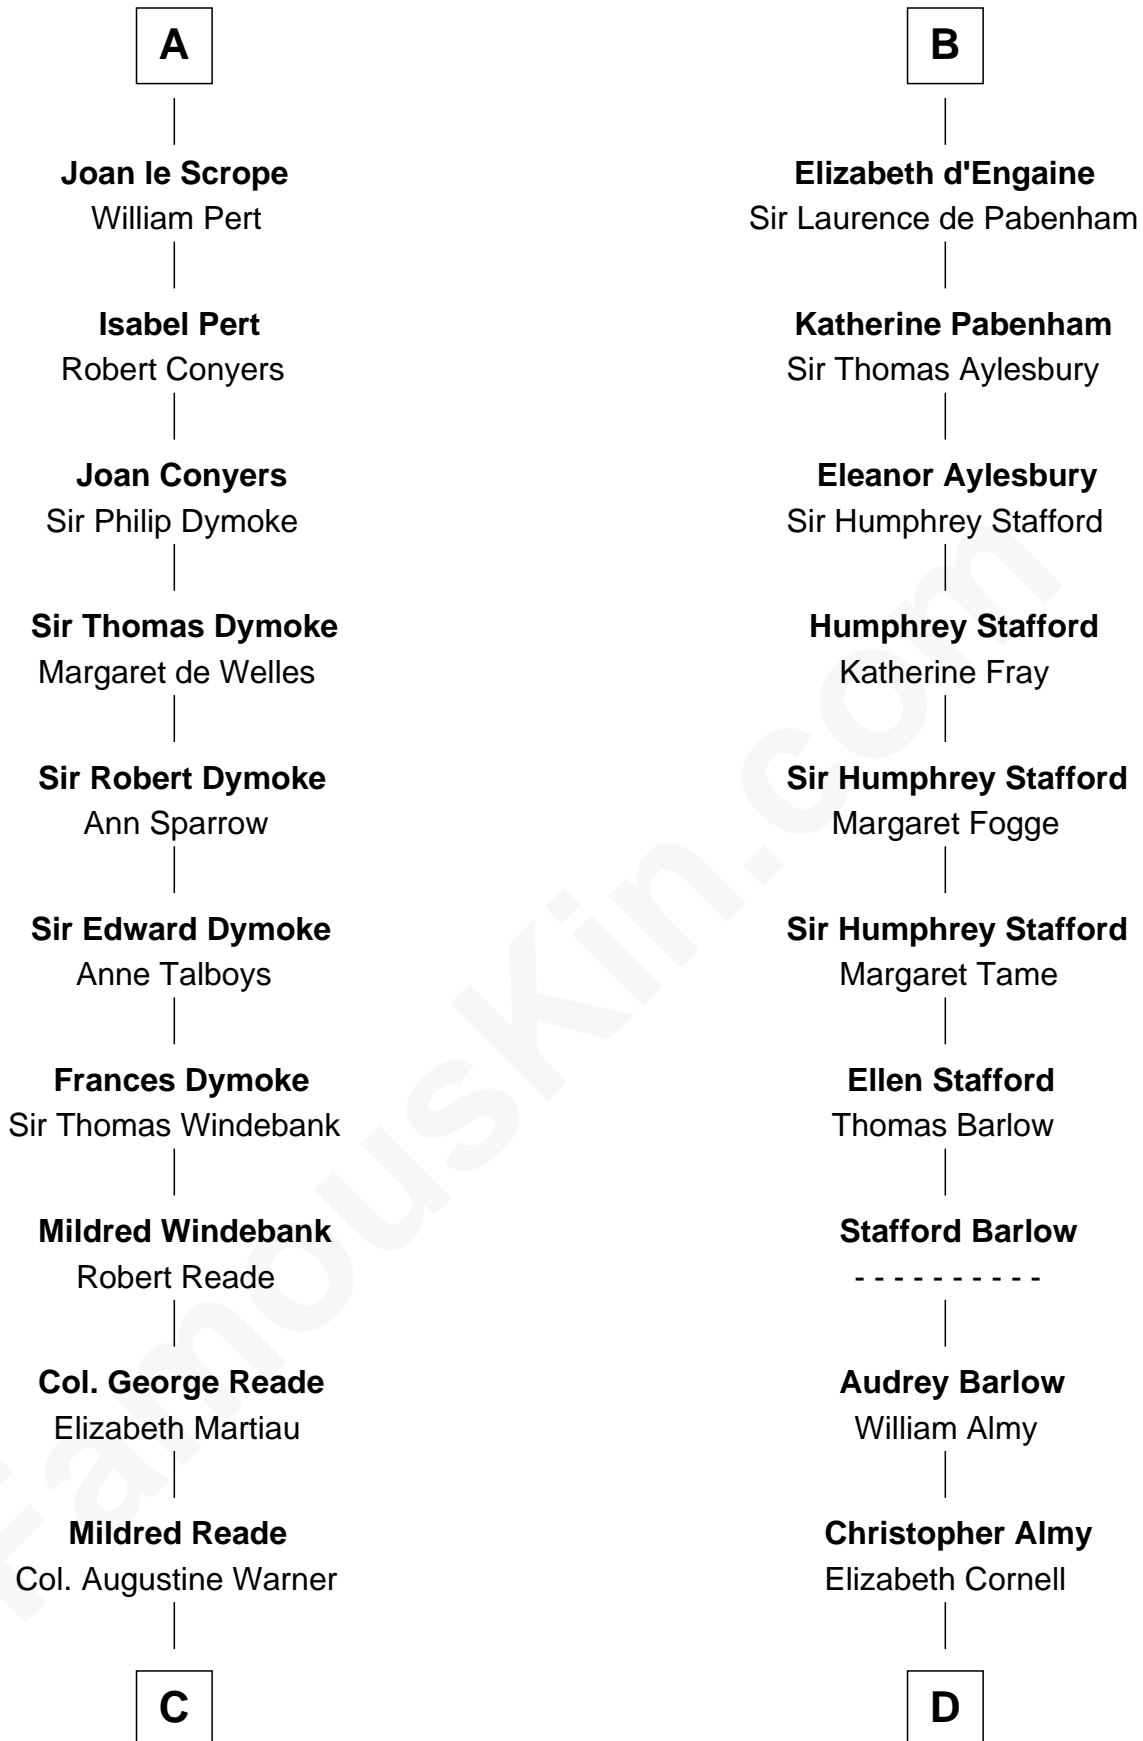 A
Joan le Scrope
William Pert
Isabel Pert
Robert Conyers
Joan Conyers
Sir Philip Dymoke
Sir Thomas Dymoke
Margaret de Welles
Sir Robert Dymoke
Ann Sparrow
Sir Edward Dymoke
Anne Talboys
Frances Dymoke
Sir Thomas Windebank
Mildred Windebank
Robert Reade
Col. George Reade
Elizabeth Martiau
Mildred Reade
Col. Augustine Warner
C
B
Elizabeth d'Engaine
Sir Laurence de Pabenham
Katherine Pabenham
Sir Thomas Aylesbury
Eleanor Aylesbury
Sir Humphrey Stafford
Humphrey Stafford
Katherine Fray
Sir Humphrey Stafford
Margaret Fogge
Sir Humphrey Stafford
Margaret Tame
Ellen Stafford
Thomas Barlow
Stafford Barlow
- - - - - - - - - -
Audrey Barlow
William Almy
Christopher Almy
Elizabeth Cornell
D
FamousKin.com